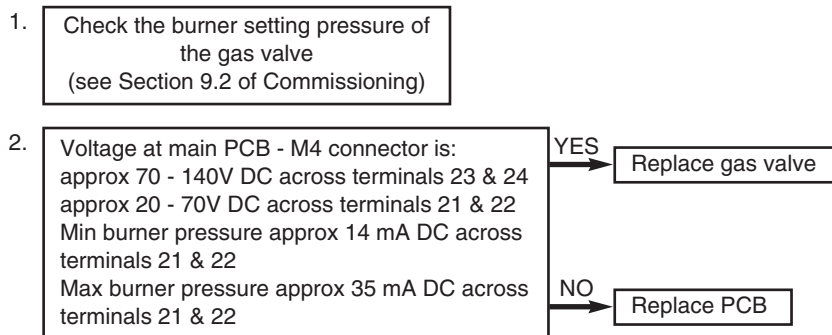 1.
Check the burner setting pressure of
the gas valve
(see Section 9.2 of Commissioning)
2.
Voltage at main PCB - M4 connector is:
approx 70 - 140V DC across terminals 23 & 24
approx 20 - 70V DC across terminals 21 & 22
Min burner pressure approx 14 mA DC across
terminals 21 & 22
Max burner pressure approx 35 mA DC across
terminals 21 & 22
YES
Replace gas valve
NO
Replace PCB